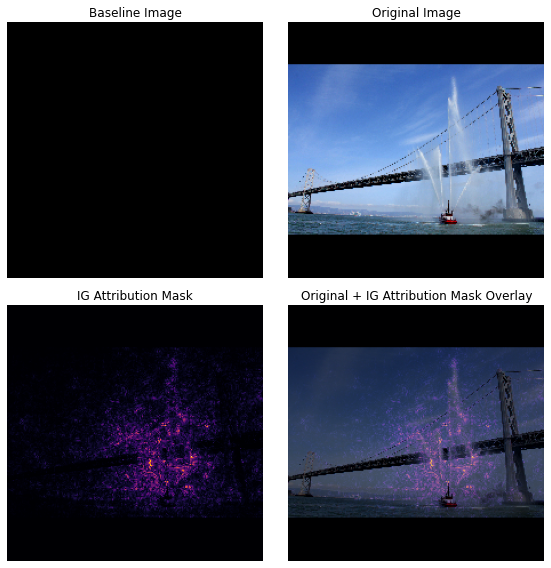 Baseline Image
Original Image
IG Attribution Mask
Original + IG Attribution Mask Overlay